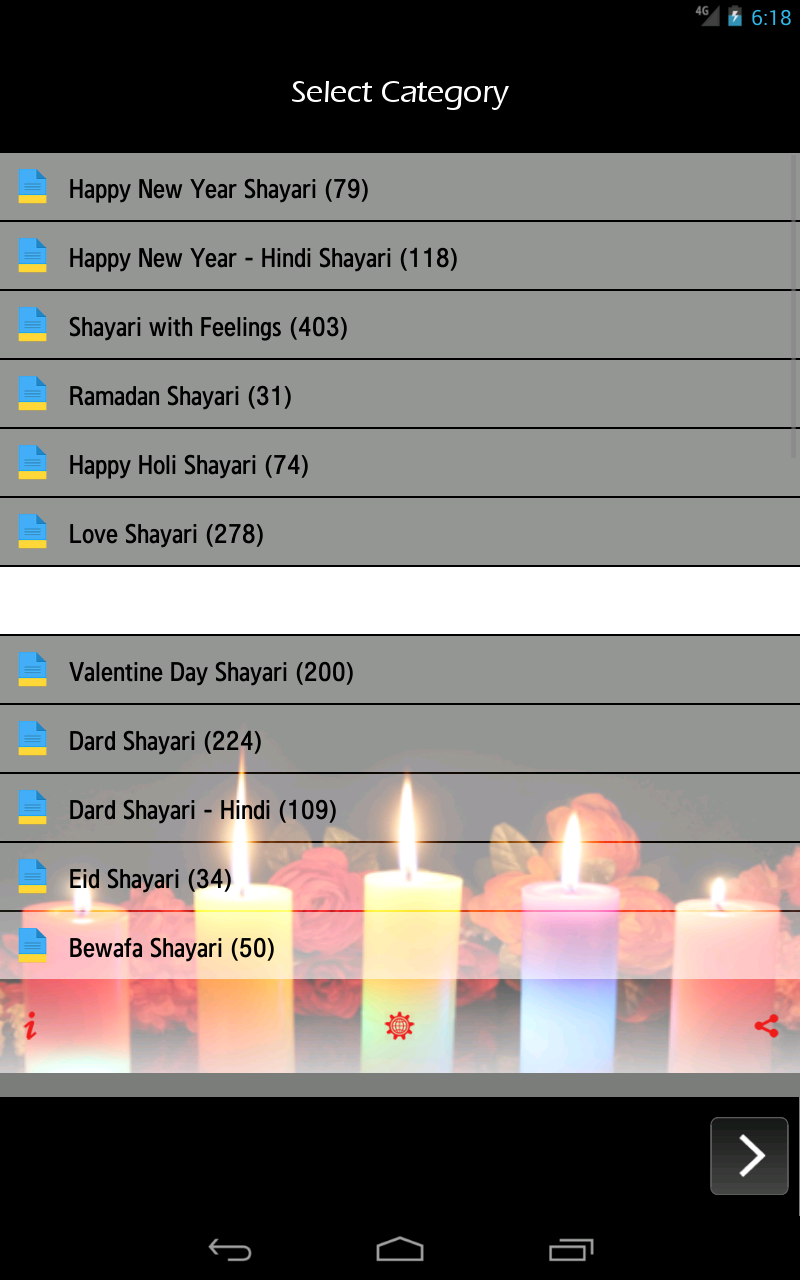 4G 6:18
Select Category
Happy New Year Shayari (79)
Happy New Year - Hindi Shayari (118)
Shayari with Feelings (403)
Ramadan Shayari (31)
Happy Holi Shayari (74)
Love Shayari (278)
Valentine Day Shayari (200)
Dard Shayari (224)
Dard Shayari - Hindi (109)
Eid Shayari (34)
Bewafa Shayari (50)